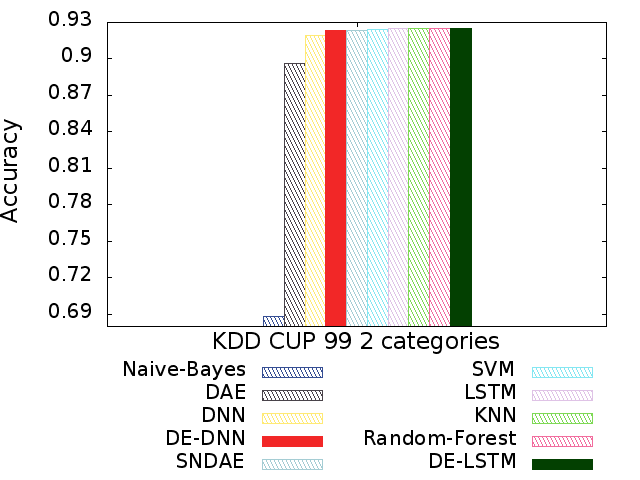 0.93
0.9
0.87
0.84
0.81
0.78
0.75
0.72
0.69
Accuracy
KDD CUP 99 2 categories
Naive-Bayes
DAE
DNN
DE-DNN
SNDAE
SVM
LSTM
KNN
Random-Forest
DE-LSTM